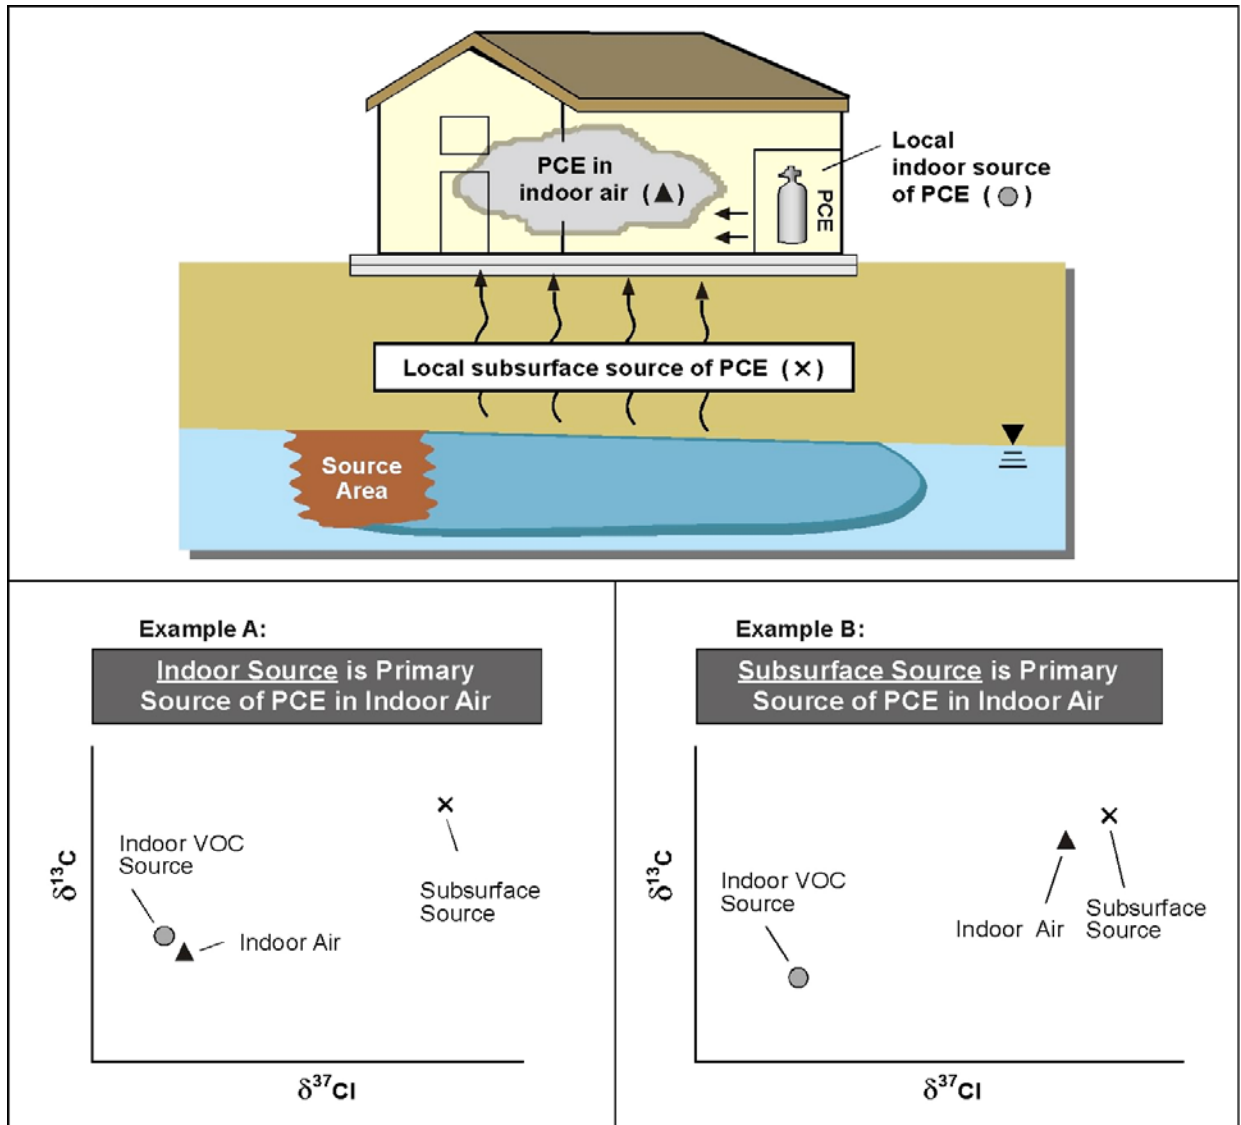 PCE in
indoor air (▲)
PCE
Local
indoor source
of PCE (●)
Local subsurface source of PCE (×)
Source
Area
Example A:
Indoor Source is Primary
Source of PCE in Indoor Air
δ¹³C
Indoor VOC
Source
Indoor Air
Subsurface
Source
δ³⁷Cl
Example B:
Subsurface Source is Primary
Source of PCE in Indoor Air
δ¹³C
Indoor VOC
Source
Indoor Air
Subsurface
Source
δ³⁷Cl